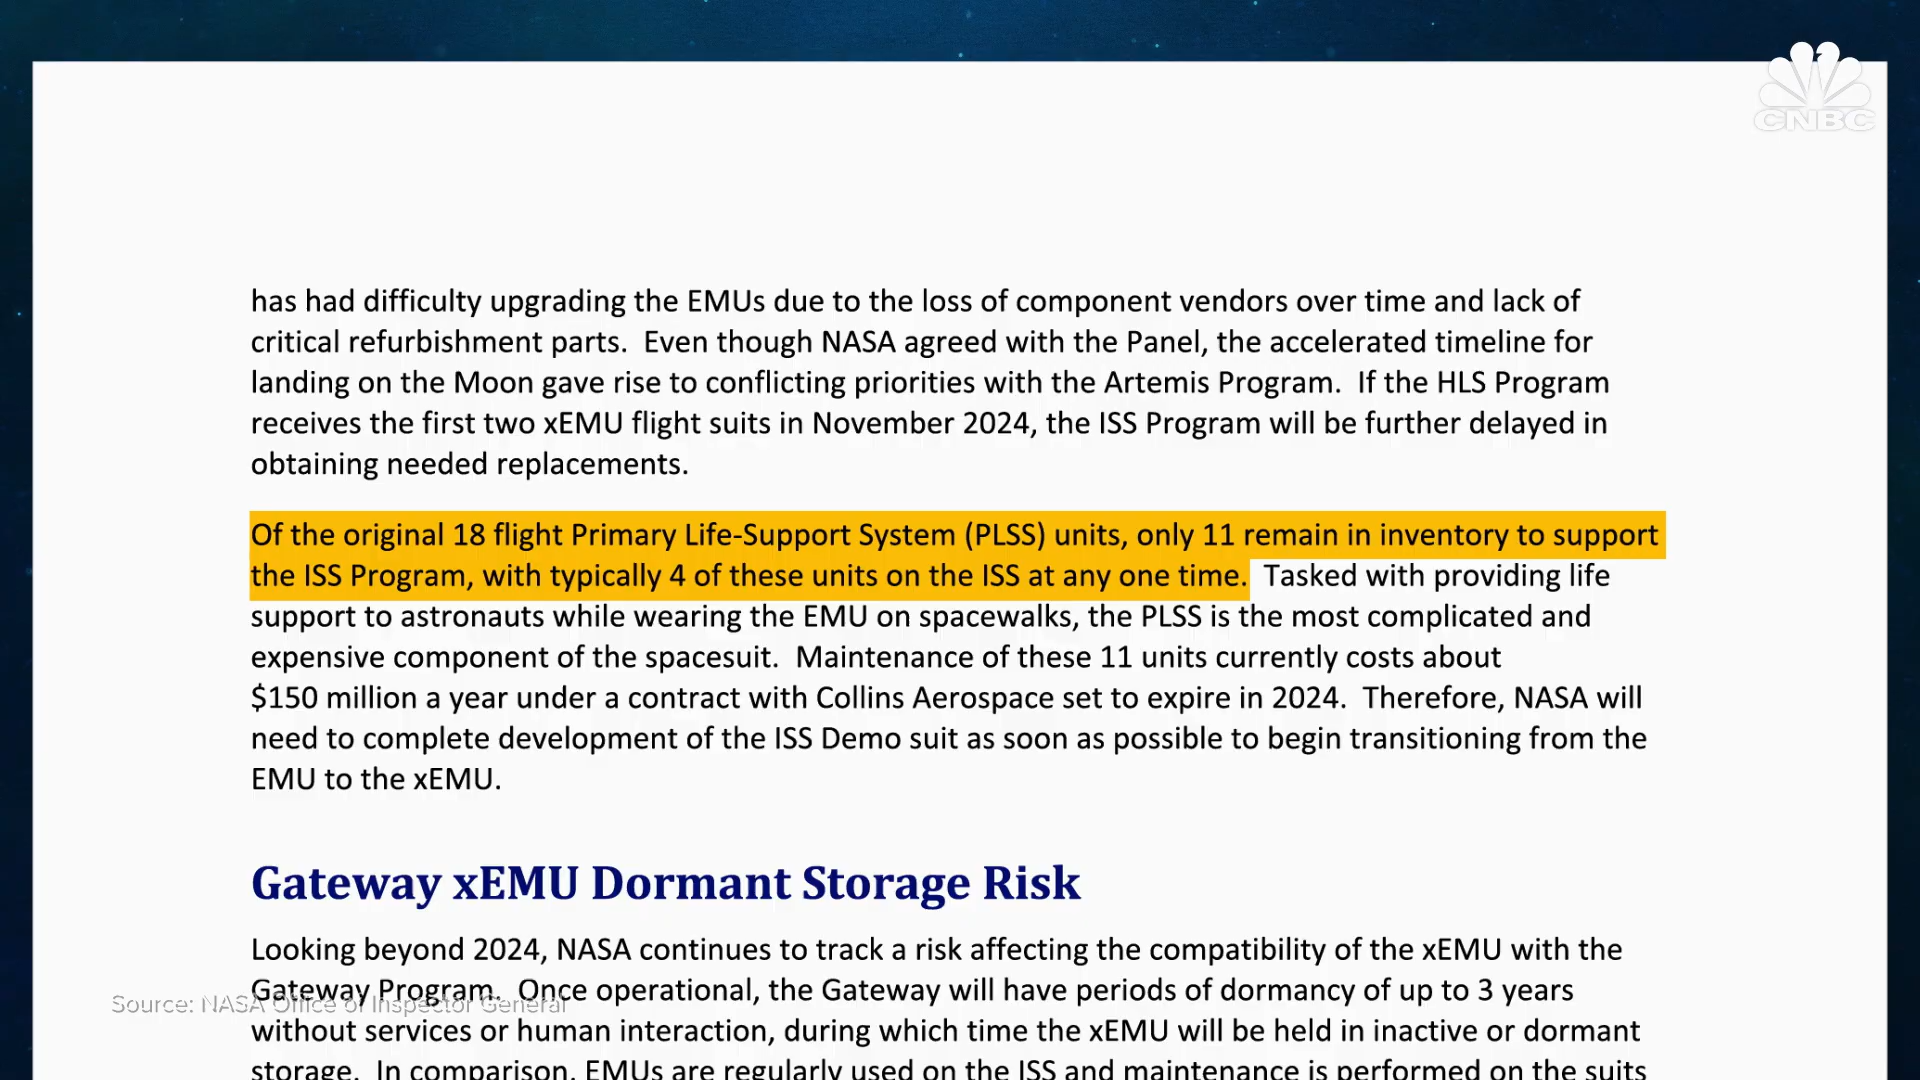 CNBC
has had difficulty upgrading the EMUs due to the loss of component vendors over time and lack of
critical refurbishment parts.  Even though NASA agreed with the Panel, the accelerated timeline for
landing on the Moon gave rise to conflicting priorities with the Artemis Program.  If the HLS Program
receives the first two xEMU flight suits in November 2024, the ISS Program will be further delayed in
obtaining needed replacements.
Of the original 18 flight Primary Life-Support System (PLSS) units, only 11 remain in inventory to support
the ISS Program, with typically 4 of these units on the ISS at any one time.  Tasked with providing life
support to astronauts while wearing the EMU on spacewalks, the PLSS is the most complicated and
expensive component of the spacesuit.  Maintenance of these 11 units currently costs about
$150 million a year under a contract with Collins Aerospace set to expire in 2024.  Therefore, NASA will
need to complete development of the ISS Demo suit as soon as possible to begin transitioning from the
EMU to the xEMU.
Gateway xEMU Dormant Storage Risk
Looking beyond 2024, NASA continues to track a risk affecting the compatibility of the xEMU with the
Gateway Program.  Once operational, the Gateway will have periods of dormancy of up to 3 years
Source: NASA Office of Inspector General
without services or human interaction, during which time the xEMU will be held in inactive or dormant
storage.  In comparison, EMUs are regularly used on the ISS and maintenance is performed on the suits